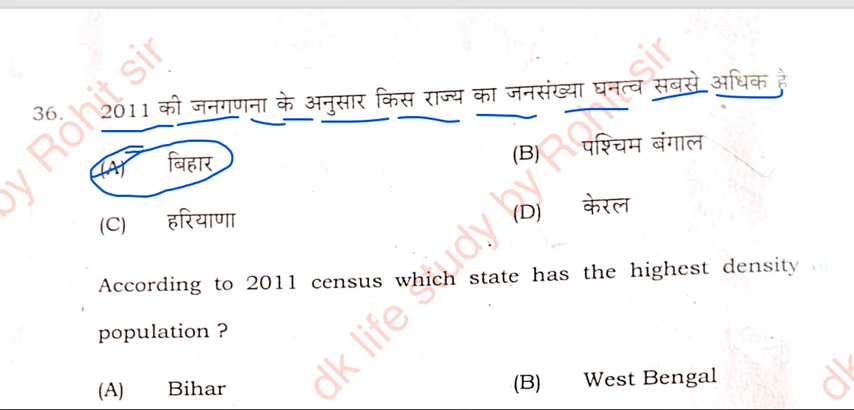 36. 2011 की जनगणना के अनुसार किस राज्य का जनसंख्या घनत्व सबसे अधिक है
(A) बिहार (B) पश्चिम बंगाल
(C) हरियाणा (D) केरल
According to 2011 census which state has the highest density
population ?
(A) Bihar (B) West Bengal
by Rohit sir
dk life study by Rohit sir
dk